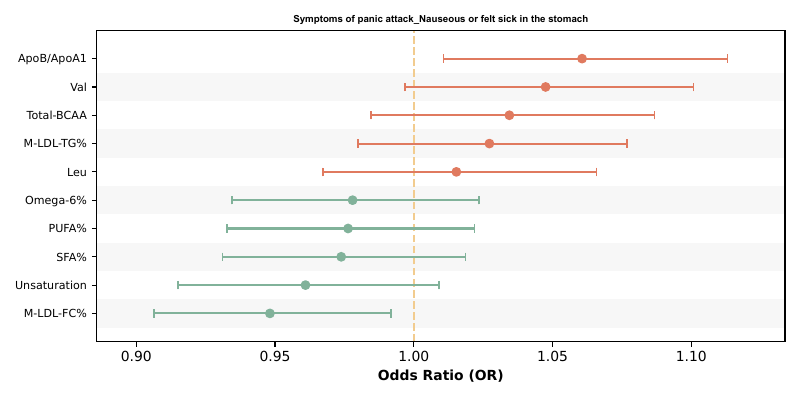 Symptoms of panic attack_Nauseous or felt sick in the stomach
ApoB/ApoA1
Val
Total-BCAA
M-LDL-TG%
Leu
Omega-6%
PUFA%
SFA%
Unsaturation
M-LDL-FC%
0.90 0.95 1.00 1.05 1.10
Odds Ratio (OR)